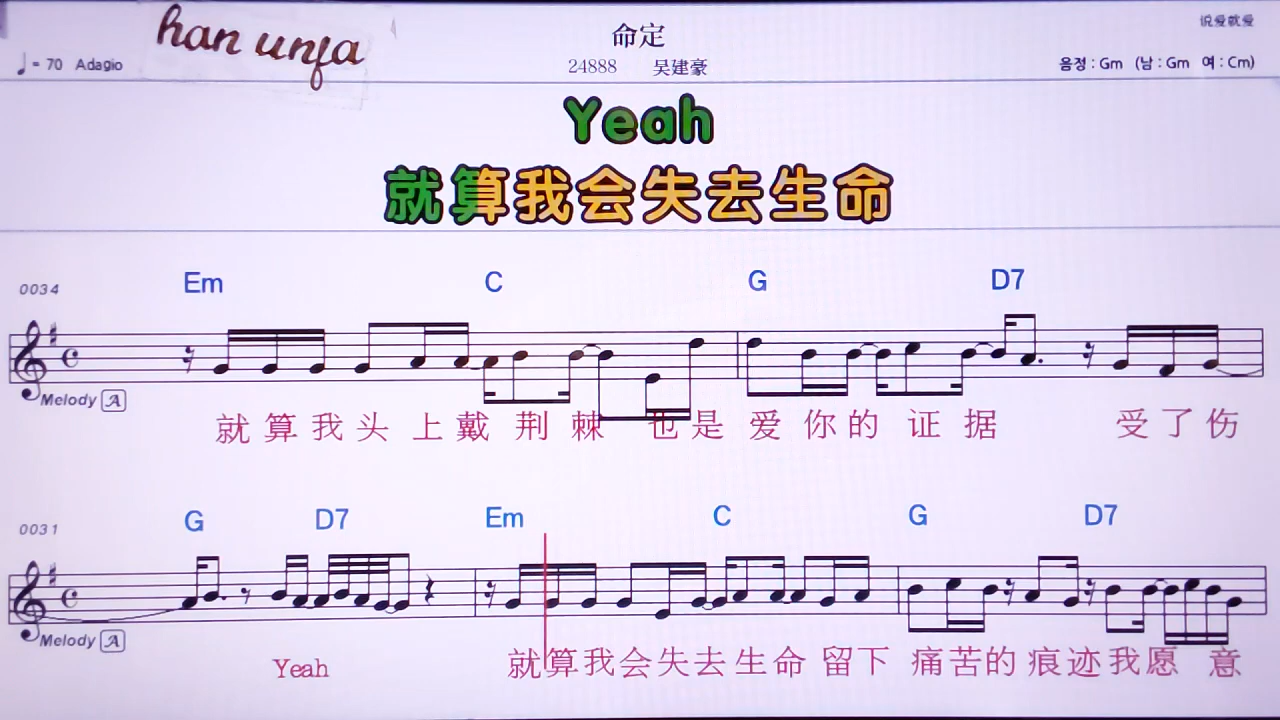 han unfa
命定
说爱就爱
♩= 70 Adagio
24888 吴建豪
음정 : Gm (남 : Gm 여 : Cm)
Yeah
就算我会失去生命
0034 Em C G D7
Melody A
就算我头上戴荆棘 也是爱你的证据 受了伤
0031 G D7 Em C G D7
Melody A
Yeah 就算我会失去生命 留下 痛苦的 痕迹我愿 意